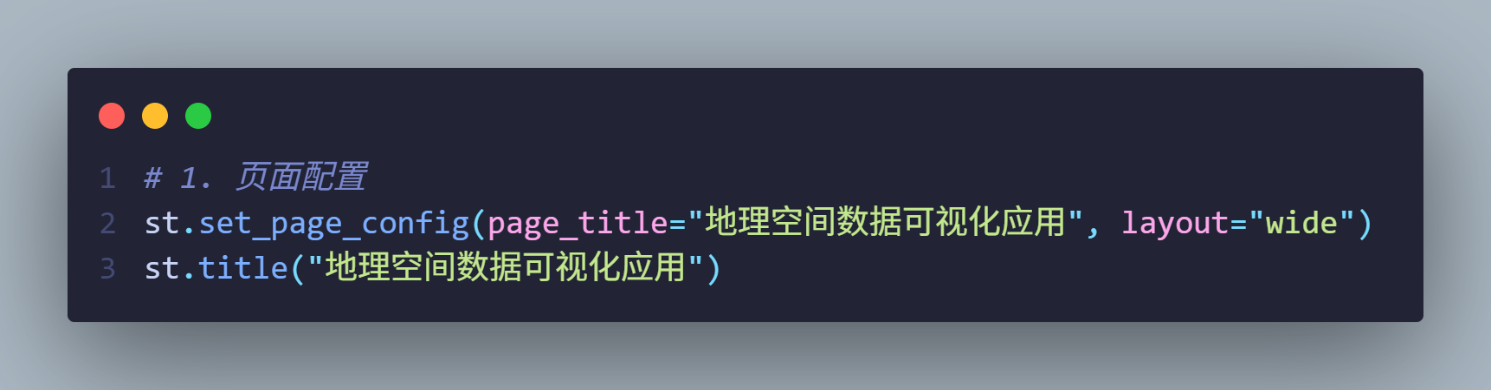 1 # 1. 页面配置
2 st.set_page_config(page_title="地理空间数据可视化应用", layout="wide")
3 st.title("地理空间数据可视化应用")